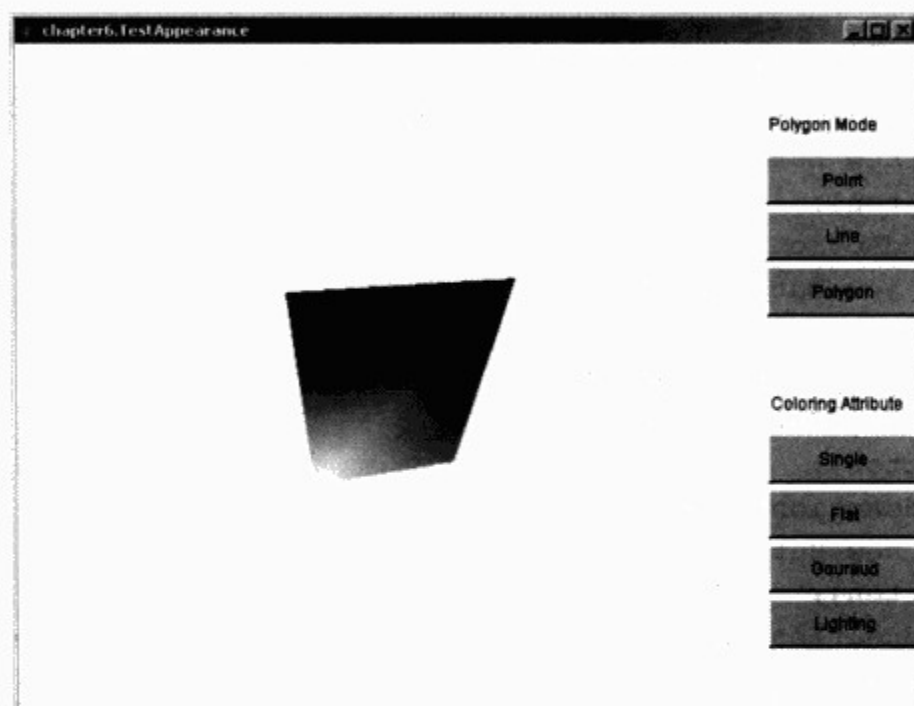 chapter6.TestAppearance
Polygon Mode
Point
Line
Polygon
Coloring Attribute
Single
Flat
Gouraud
Lighting